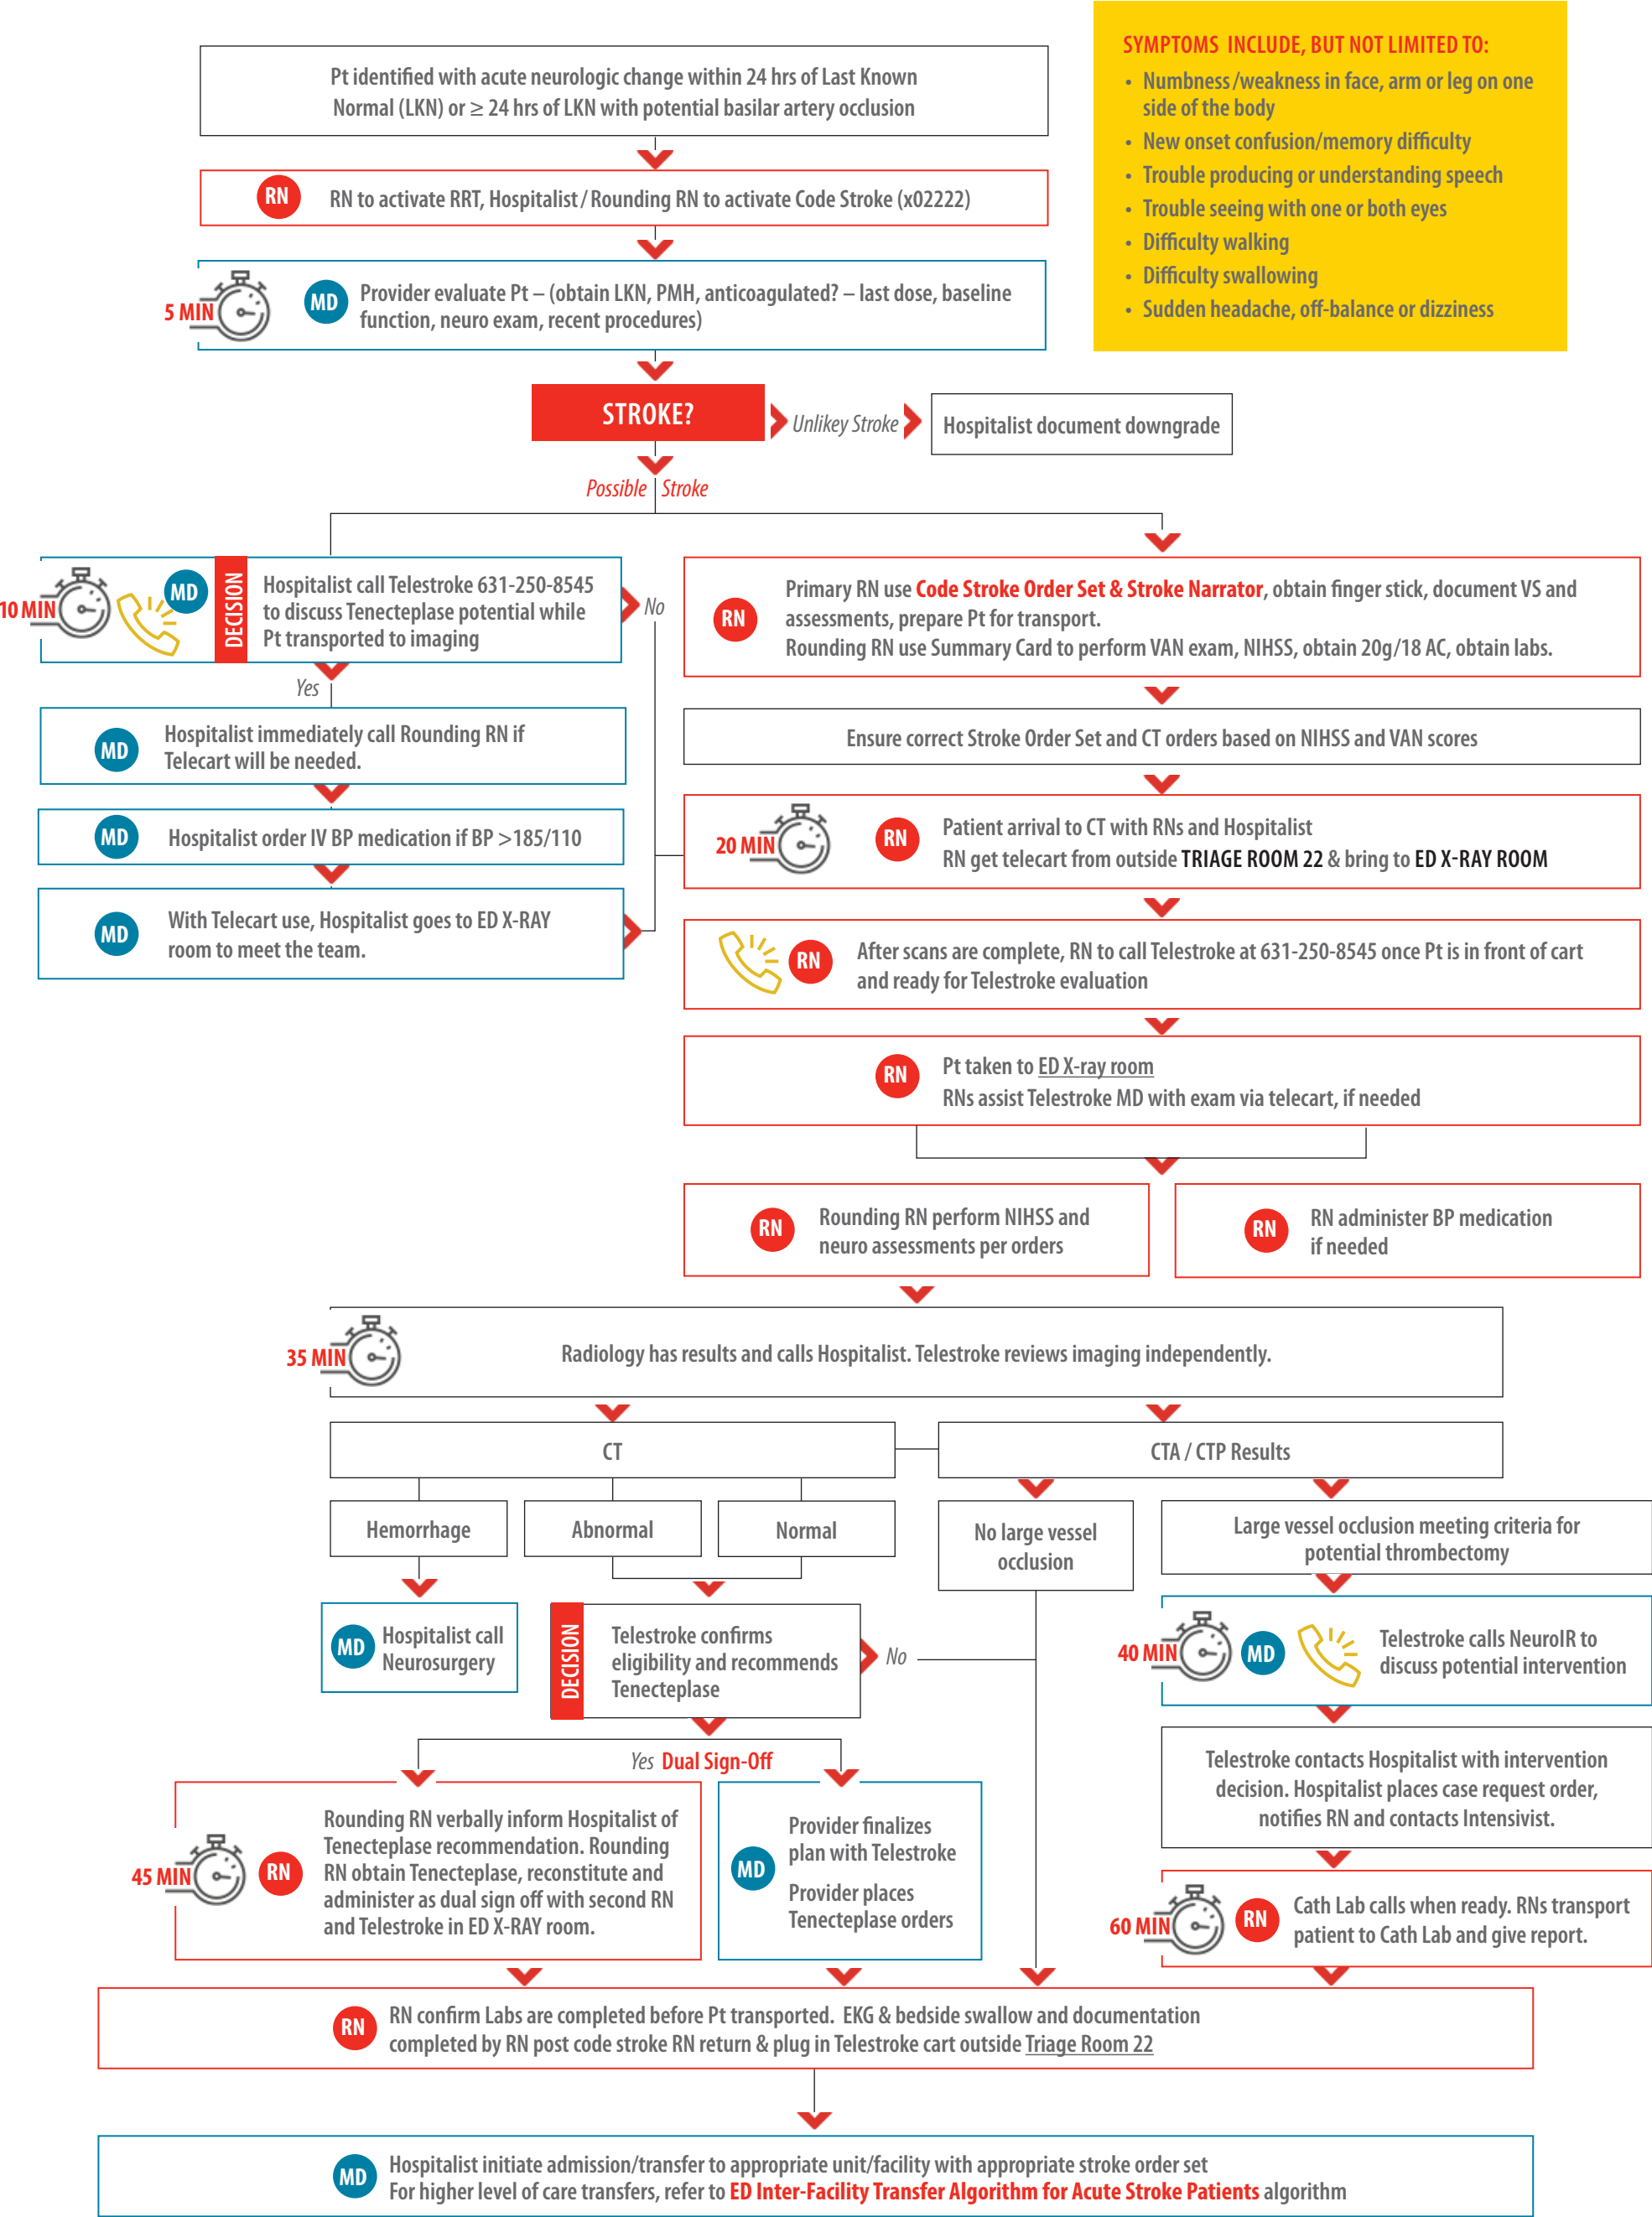 SYMPTOMS INCLUDE, BUT NOT LIMITED TO:
• Numbness/weakness in face, arm or leg on one
side of the body
• New onset confusion/memory difficulty
• Trouble producing or understanding speech
• Trouble seeing with one or both eyes
• Difficulty walking
• Difficulty swallowing
• Sudden headache, off-balance or dizziness
Pt identified with acute neurologic change within 24 hrs of Last Known
Normal (LKN) or ≥ 24 hrs of LKN with potential basilar artery occlusion
RN
RN to activate RRT, Hospitalist/Rounding RN to activate Code Stroke (x02222)
5 MIN
MD
Provider evaluate Pt – (obtain LKN, PMH, anticoagulated? – last dose, baseline
function, neuro exam, recent procedures)
STROKE?
Unlikey Stroke
Hospitalist document downgrade
Possible Stroke
10 MIN
MD
DECISION
Hospitalist call Telestroke 631-250-8545
to discuss Tenecteplase potential while
Pt transported to imaging
No
Yes
MD
Hospitalist immediately call Rounding RN if
Telecart will be needed.
MD
Hospitalist order IV BP medication if BP >185/110
MD
With Telecart use, Hospitalist goes to ED X-RAY
room to meet the team.
RN
Primary RN use Code Stroke Order Set & Stroke Narrator, obtain finger stick, document VS and
assessments, prepare Pt for transport.
Rounding RN use Summary Card to perform VAN exam, NIHSS, obtain 20g/18 AC, obtain labs.
Ensure correct Stroke Order Set and CT orders based on NIHSS and VAN scores
20 MIN
RN
Patient arrival to CT with RNs and Hospitalist
RN get telecart from outside TRIAGE ROOM 22 & bring to ED X-RAY ROOM
RN
After scans are complete, RN to call Telestroke at 631-250-8545 once Pt is in front of cart
and ready for Telestroke evaluation
RN
Pt taken to ED X-ray room
RNs assist Telestroke MD with exam via telecart, if needed
RN
Rounding RN perform NIHSS and
neuro assessments per orders
RN
RN administer BP medication
if needed
35 MIN
Radiology has results and calls Hospitalist. Telestroke reviews imaging independently.
CT
CTA / CTP Results
Hemorrhage
Abnormal
Normal
No large vessel
occlusion
Large vessel occlusion meeting criteria for
potential thrombectomy
MD
Hospitalist call
Neurosurgery
DECISION
Telestroke confirms
eligibility and recommends
Tenecteplase
No
40 MIN
MD
Telestroke calls NeuroIR to
discuss potential intervention
Yes Dual Sign-Off
Telestroke contacts Hospitalist with intervention
decision. Hospitalist places case request order,
notifies RN and contacts Intensivist.
45 MIN
RN
Rounding RN verbally inform Hospitalist of
Tenecteplase recommendation. Rounding
RN obtain Tenecteplase, reconstitute and
administer as dual sign off with second RN
and Telestroke in ED X-RAY room.
MD
Provider finalizes
plan with Telestroke
Provider places
Tenecteplase orders
60 MIN
RN
Cath Lab calls when ready. RNs transport
patient to Cath Lab and give report.
RN
RN confirm Labs are completed before Pt transported. EKG & bedside swallow and documentation
completed by RN post code stroke RN return & plug in Telestroke cart outside Triage Room 22
MD
Hospitalist initiate admission/transfer to appropriate unit/facility with appropriate stroke order set
For higher level of care transfers, refer to ED Inter-Facility Transfer Algorithm for Acute Stroke Patients algorithm